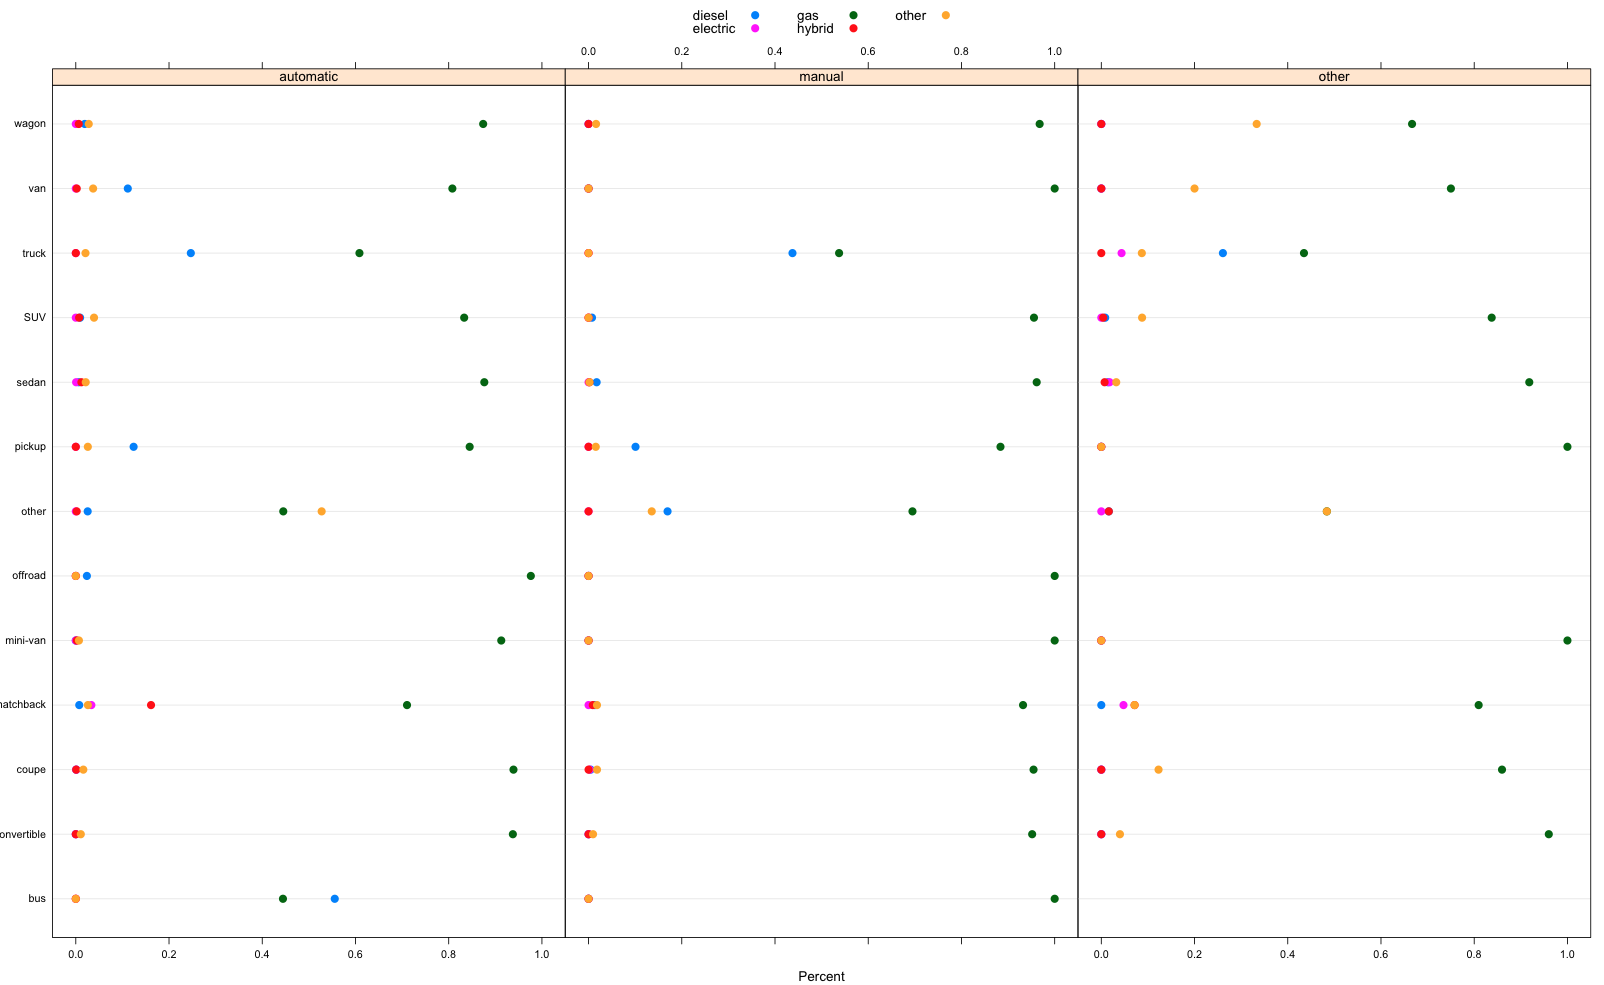 diesel gas other
electric hybrid
0.0 0.2 0.4 0.6 0.8 1.0
automatic manual other
wagon
van
truck
SUV
sedan
pickup
other
offroad
mini-van
hatchback
onvertible
coupe
bus
0.0 0.2 0.4 0.6 0.8 1.0 0.0 0.2 0.4 0.6 0.8 1.0
Percent